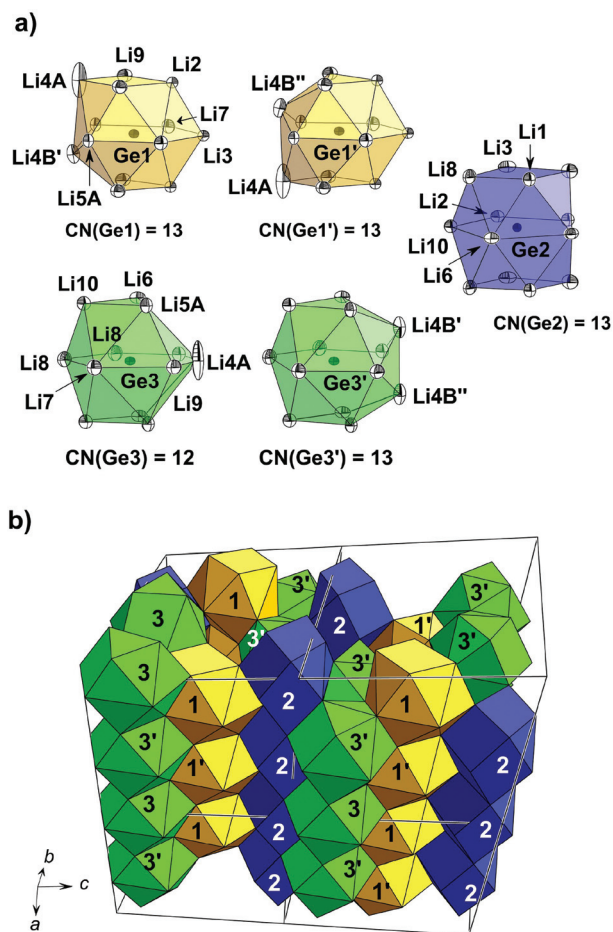 a)
Li9
Li4A
Li2
Li7
Li4B'
Ge1
Li3
Li5A
CN(Ge1) = 13
Li4B"
Ge1'
Li4A
CN(Ge1') = 13
Li1
Li3
Li8
Li2
Li10
Ge2
Li6
CN(Ge2) = 13
Li6
Li10
Li5A
Li8
Li8
Li4A
Ge3
Li7
Li9
CN(Ge3) = 12
Li4B'
Ge3'
Li4B"
CN(Ge3') = 13
b)
3'
1
3'
3
2
1'
3'
3'
3
3'
1
1
2
3'
3'
1'
2
1'
2
3
3
1
2
1
2
3'
3'
2
1'
2
b
c
a